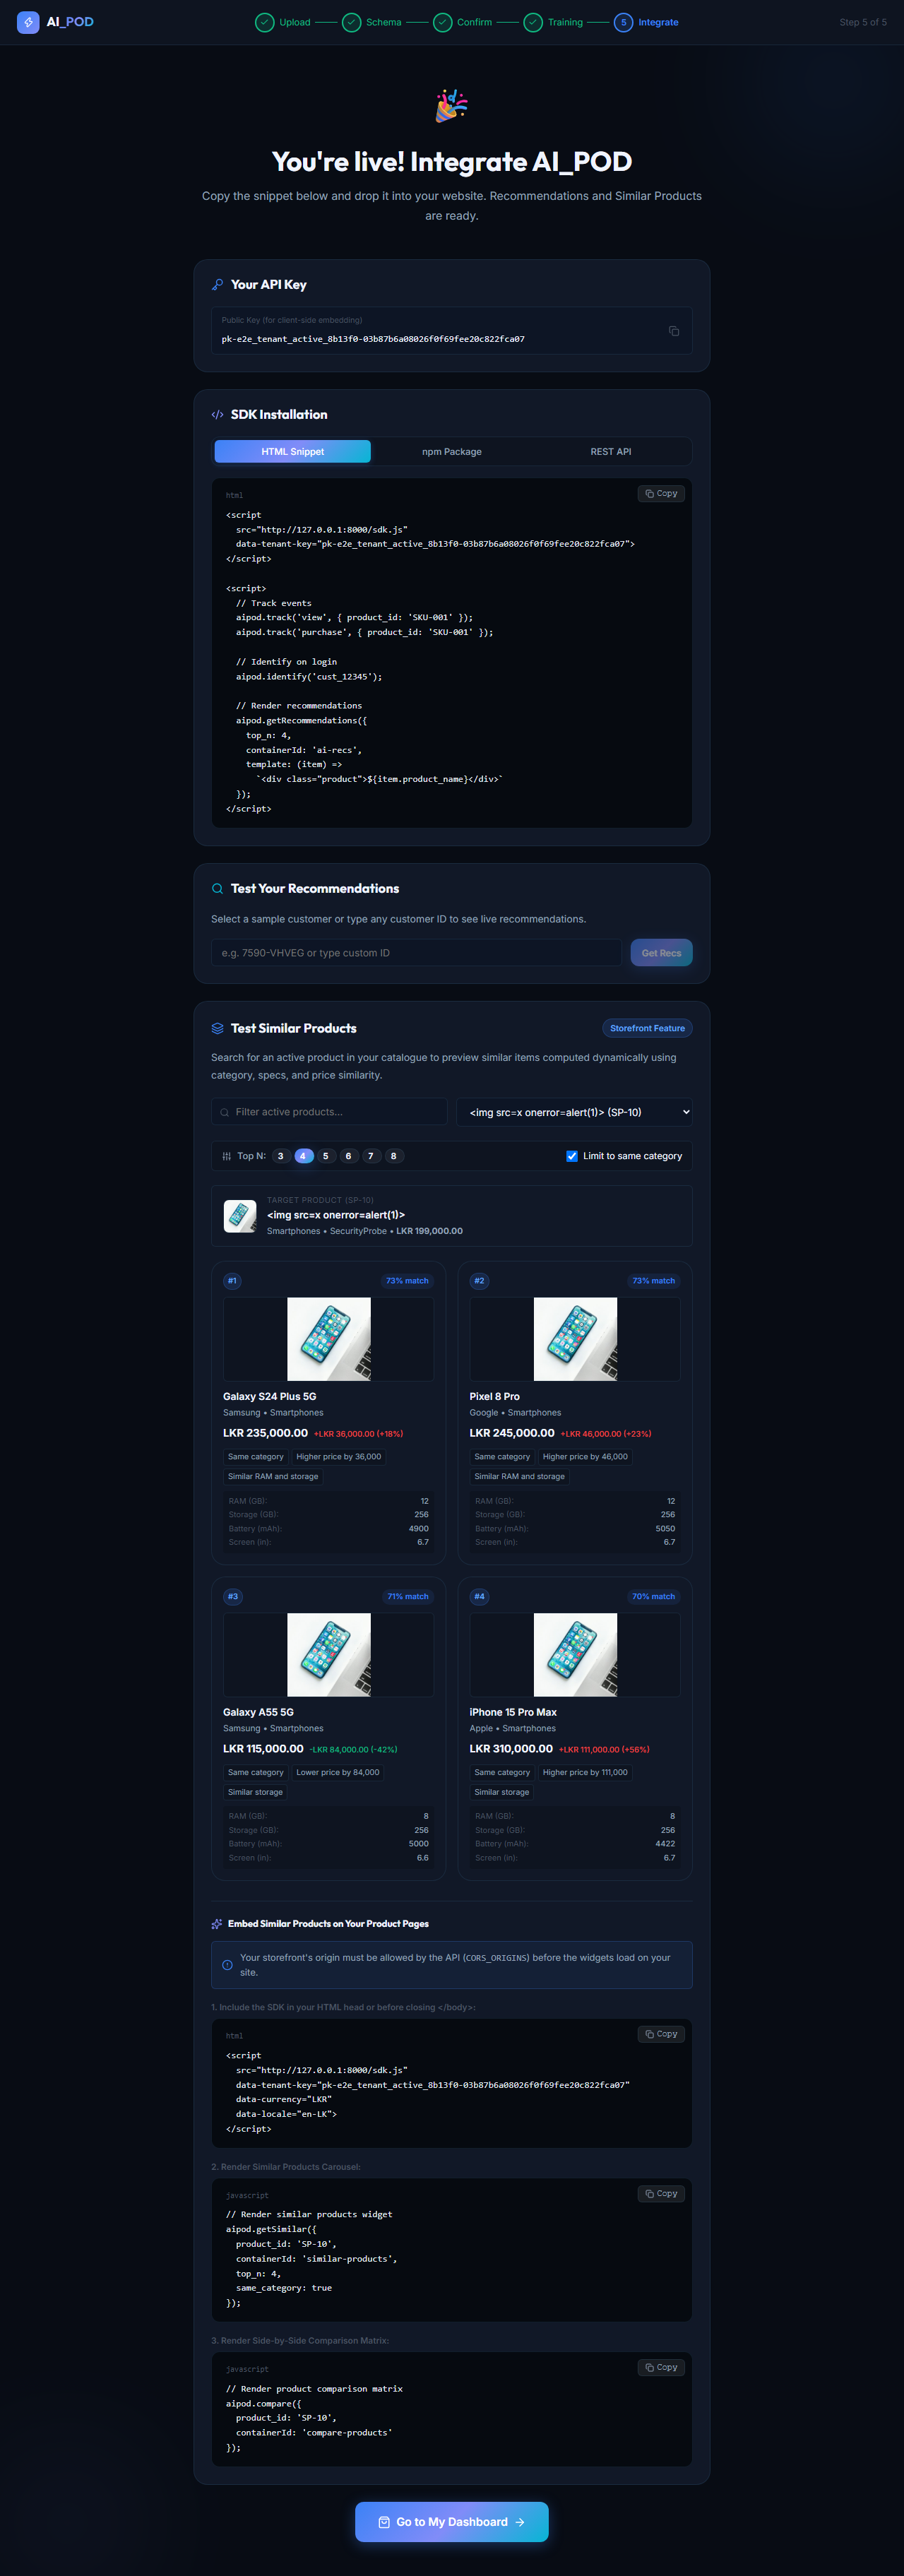 AI_POD
Upload
Schema
Confirm
Training
5 Integrate
Step 5 of 5
You're live! Integrate AI_POD
Copy the snippet below and drop it into your website. Recommendations and Similar Products
are ready.
Your API Key
Public Key (for client-side embedding)
pk-e2e_tenant_active_8b13f0-03b87b6a08026f0f69fee20c822fca07
SDK Installation
HTML Snippet
npm Package
REST API
html
Copy
<script
  src="http://127.0.0.1:8000/sdk.js"
  data-tenant-key="pk-e2e_tenant_active_8b13f0-03b87b6a08026f0f69fee20c822fca07">
</script>
<script>
  // Track events
  aipod.track('view', { product_id: 'SKU-001' });
  aipod.track('purchase', { product_id: 'SKU-001' });
  // Identify on login
  aipod.identify('cust_12345');
  // Render recommendations
  aipod.getRecommendations({
    top_n: 4,
    containerId: 'ai-recs',
    template: (item) =>
      `<div class="product">${item.product_name}</div>`
  });
</script>
Test Your Recommendations
Select a sample customer or type any customer ID to see live recommendations.
e.g. 7590-VHVEG or type custom ID
Get Recs
Test Similar Products
Storefront Feature
Search for an active product in your catalogue to preview similar items computed dynamically using
category, specs, and price similarity.
Filter active products...
<img src=x onerror=alert(1)> (SP-10)
Top N: 3 4 5 6 7 8
Limit to same category
TARGET PRODUCT (SP-10)
<img src=x onerror=alert(1)>
Smartphones • SecurityProbe • LKR 199,000.00
#1
73% match
Galaxy S24 Plus 5G
Samsung • Smartphones
LKR 235,000.00 +LKR 36,000.00 (+18%)
Same category
Higher price by 36,000
Similar RAM and storage
RAM (GB): 12
Storage (GB): 256
Battery (mAh): 4900
Screen (in): 6.7
#2
73% match
Pixel 8 Pro
Google • Smartphones
LKR 245,000.00 +LKR 46,000.00 (+23%)
Same category
Higher price by 46,000
Similar RAM and storage
RAM (GB): 12
Storage (GB): 256
Battery (mAh): 5050
Screen (in): 6.7
#3
71% match
Galaxy A55 5G
Samsung • Smartphones
LKR 115,000.00 -LKR 84,000.00 (-42%)
Same category
Lower price by 84,000
Similar storage
RAM (GB): 8
Storage (GB): 256
Battery (mAh): 5000
Screen (in): 6.6
#4
70% match
iPhone 15 Pro Max
Apple • Smartphones
LKR 310,000.00 +LKR 111,000.00 (+56%)
Same category
Higher price by 111,000
Similar storage
RAM (GB): 8
Storage (GB): 256
Battery (mAh): 4422
Screen (in): 6.7
Embed Similar Products on Your Product Pages
Your storefront's origin must be allowed by the API (CORS_ORIGINS) before the widgets load on your
site.
1. Include the SDK in your HTML head or before closing </body>:
html
Copy
<script
  src="http://127.0.0.1:8000/sdk.js"
  data-tenant-key="pk-e2e_tenant_active_8b13f0-03b87b6a08026f0f69fee20c822fca07"
  data-currency="LKR"
  data-locale="en-LK">
</script>
2. Render Similar Products Carousel:
javascript
Copy
// Render similar products widget
aipod.getSimilar({
  product_id: 'SP-10',
  containerId: 'similar-products',
  top_n: 4,
  same_category: true
});
3. Render Side-by-Side Comparison Matrix:
javascript
Copy
// Render product comparison matrix
aipod.compare({
  product_id: 'SP-10',
  containerId: 'compare-products'
});
Go to My Dashboard